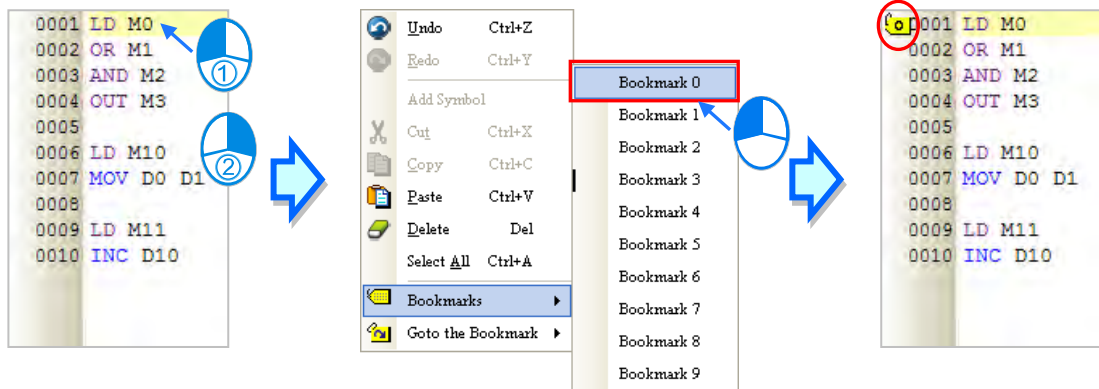 0001 LD M0
0002 OR M1
0003 AND M2
0004 OUT M3
0005
0006 LD M10
0007 MOV D0 D1
0008
0009 LD M11
0010 INC D10
1
2
Undo Ctrl+Z
Redo Ctrl+Y
Add Symbol
Cut Ctrl+X
Copy Ctrl+C
Paste Ctrl+V
Delete Del
Select All Ctrl+A
Bookmarks
Goto the Bookmark
Bookmark 0
Bookmark 1
Bookmark 2
Bookmark 3
Bookmark 4
Bookmark 5
Bookmark 6
Bookmark 7
Bookmark 8
Bookmark 9
0 0001 LD M0
0002 OR M1
0003 AND M2
0004 OUT M3
0005
0006 LD M10
0007 MOV D0 D1
0008
0009 LD M11
0010 INC D10